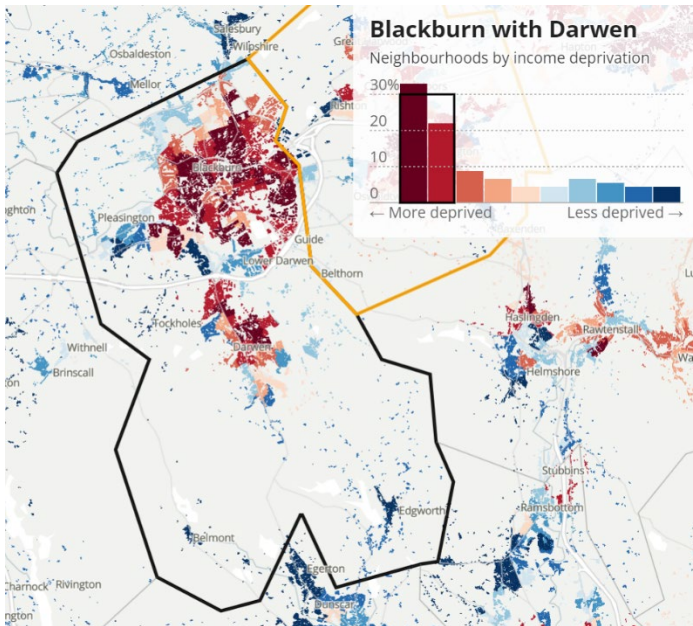 Blackburn with Darwen
Neighbourhoods by income deprivation
30%
20
10
0
← More deprived
Less deprived →
Salesbury
Wilpshire
Osbaldeston
Mellor
Blackburn
Pleasington
Guide
Lower Darwen
Belthorn
Tockholes
Darwen
Withnell
Brinscall
Haslingden
Rawtenstall
Helmshore
Stubbins
Ramsbottom
Edgworth
Belmont
Egerton
Dunscar
Rivington